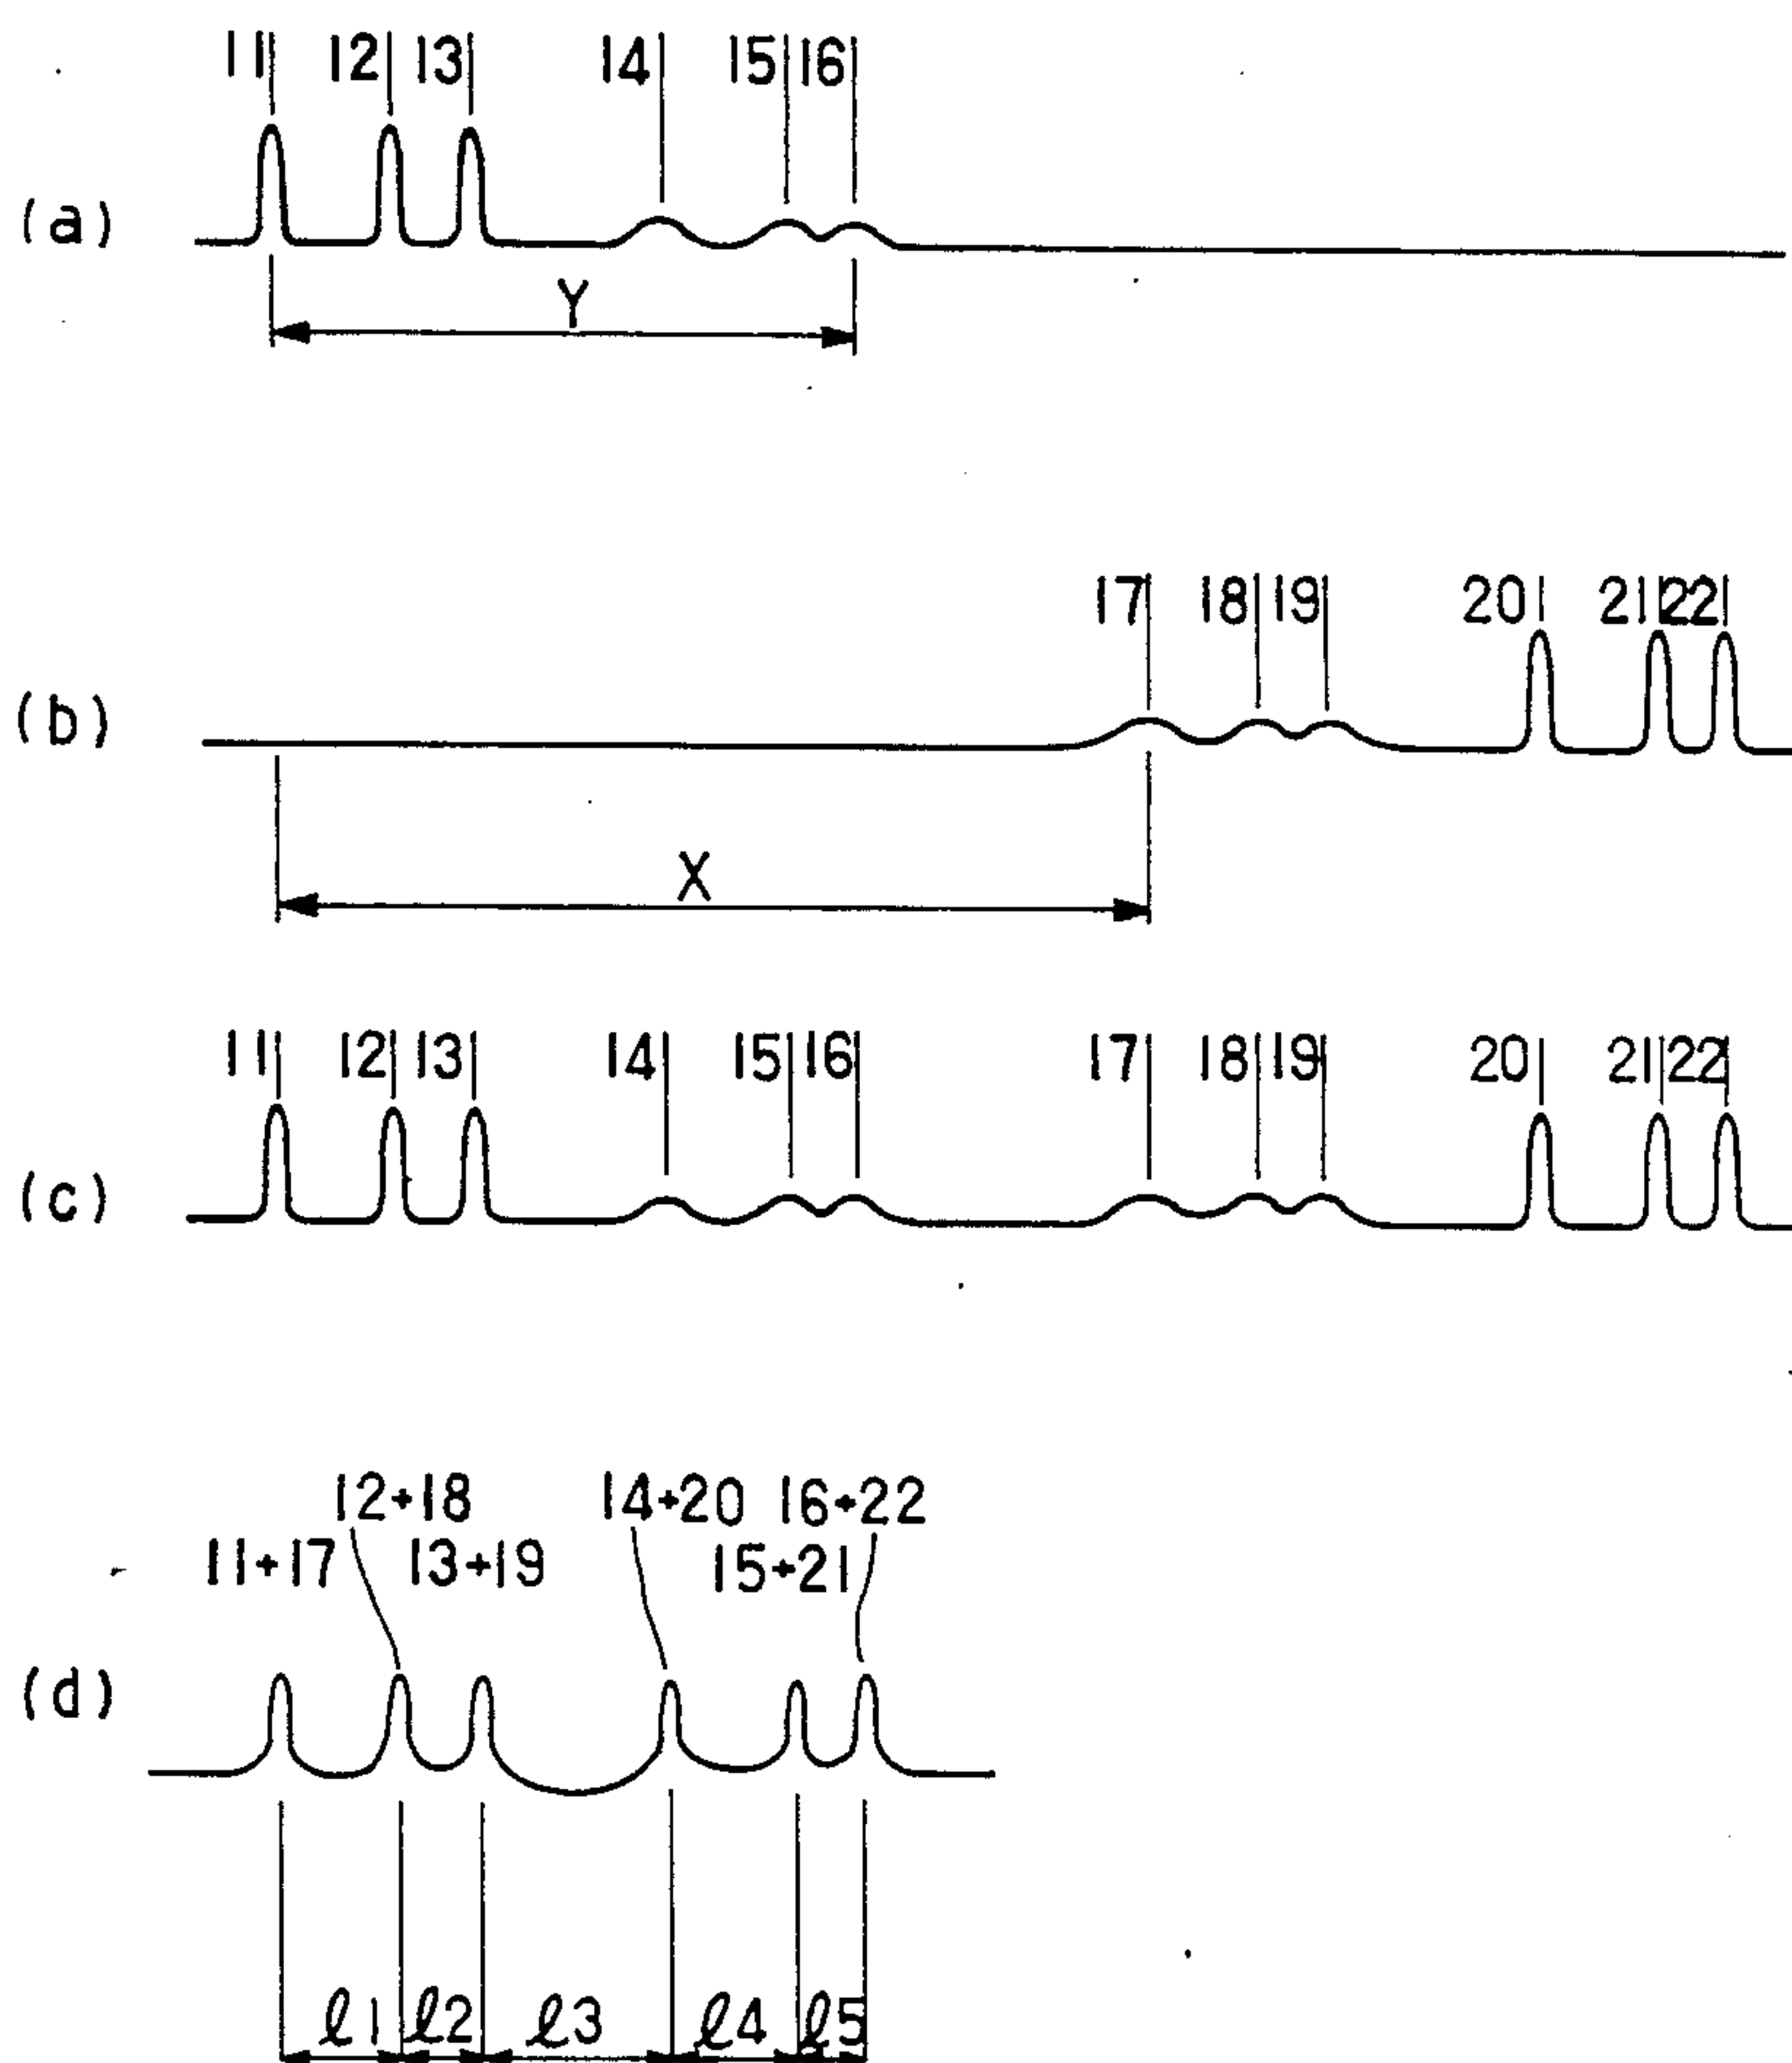 11 12 13 14 15 16
(a)
Y
17 18 19 20 21 22
(b)
X
11 12 13 14 15 16 17 18 19 20 21 22
(c)
12+18 14+20 16+22
11+17 13+19 15+21
(d)
ℓ1 ℓ2 ℓ3 ℓ4 ℓ5